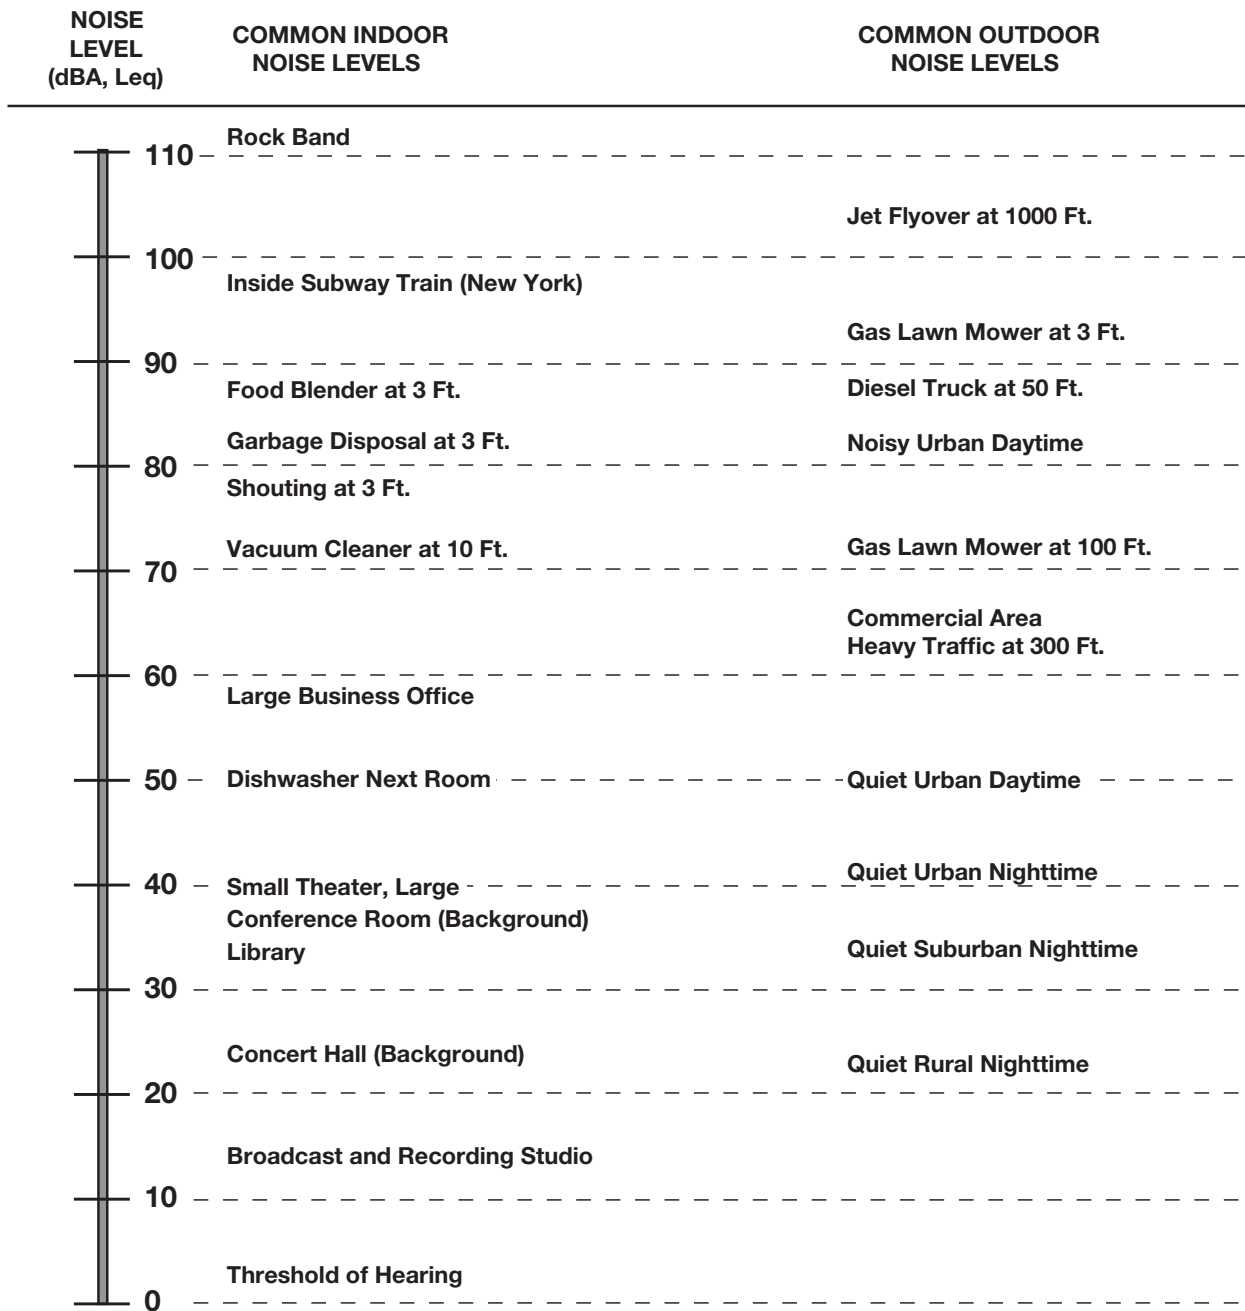 NOISE
LEVEL
(dBA, Leq)
COMMON INDOOR
NOISE LEVELS
COMMON OUTDOOR
NOISE LEVELS
Rock Band
110
Jet Flyover at 1000 Ft.
100
Inside Subway Train (New York)
Gas Lawn Mower at 3 Ft.
90
Food Blender at 3 Ft.
Diesel Truck at 50 Ft.
Garbage Disposal at 3 Ft.
Noisy Urban Daytime
80
Shouting at 3 Ft.
Vacuum Cleaner at 10 Ft.
Gas Lawn Mower at 100 Ft.
70
Commercial Area
Heavy Traffic at 300 Ft.
60
Large Business Office
50
Dishwasher Next Room
Quiet Urban Daytime
Quiet Urban Nighttime
40
Small Theater, Large
Conference Room (Background)
Library
Quiet Suburban Nighttime
30
Concert Hall (Background)
Quiet Rural Nighttime
20
Broadcast and Recording Studio
10
Threshold of Hearing
0